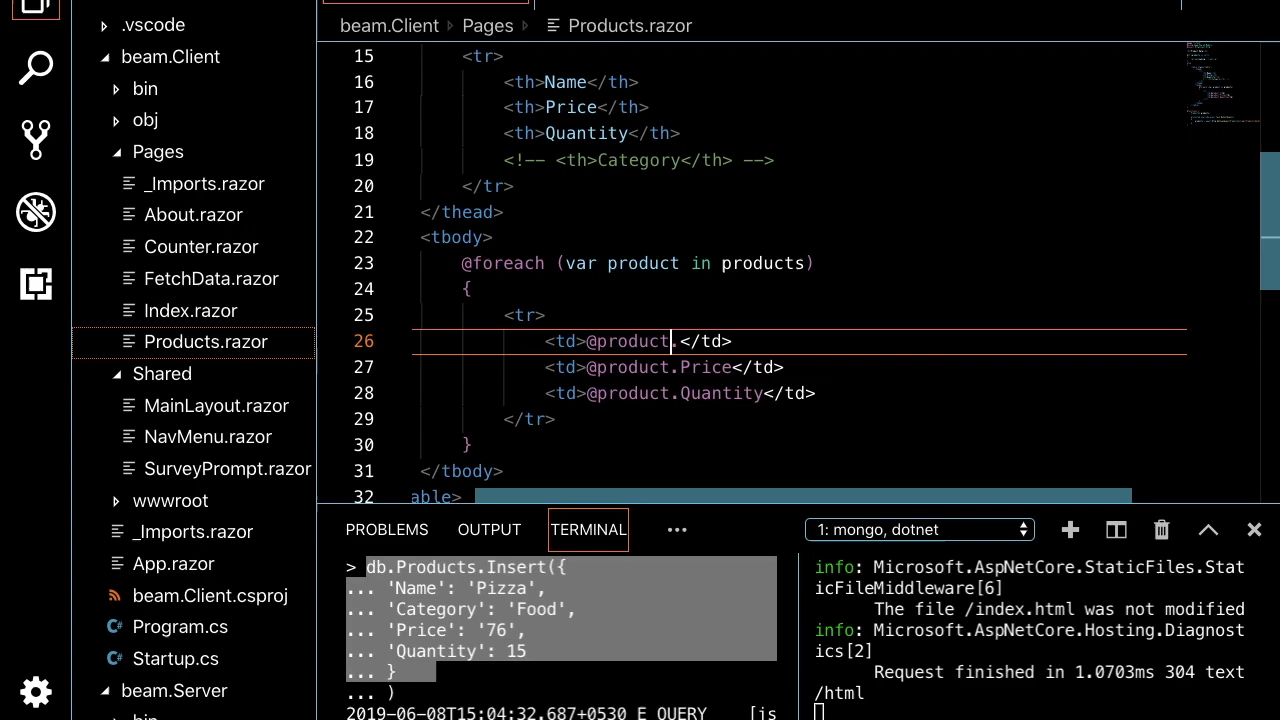 .vscode
beam.Client
bin
obj
Pages
_Imports.razor
About.razor
Counter.razor
FetchData.razor
Index.razor
Products.razor
Shared
MainLayout.razor
NavMenu.razor
SurveyPrompt.razor
wwwroot
_Imports.razor
App.razor
beam.Client.csproj
Program.cs
Startup.cs
beam.Server
beam.Client Pages Products.razor
15 <tr>
16 <th>Name</th>
17 <th>Price</th>
18 <th>Quantity</th>
19 <!-- <th>Category</th> -->
20 </tr>
21 </thead>
22 <tbody>
23 @foreach (var product in products)
24 {
25 <tr>
26 <td>@product.</td>
27 <td>@product.Price</td>
28 <td>@product.Quantity</td>
29 </tr>
30 }
31 </tbody>
32 able>
PROBLEMS OUTPUT TERMINAL ••• 1: mongo, dotnet
> db.Products.Insert({
... 'Name': 'Pizza',
... 'Category': 'Food',
... 'Price': '76',
... 'Quantity': 15
... }
... )
2019-06-08T15:04:32.687+0530 E QUERY [js
info: Microsoft.AspNetCore.StaticFiles.Stat
icFileMiddleware[6]
The file /index.html was not modified
info: Microsoft.AspNetCore.Hosting.Diagnost
ics[2]
Request finished in 1.0703ms 304 text
/html